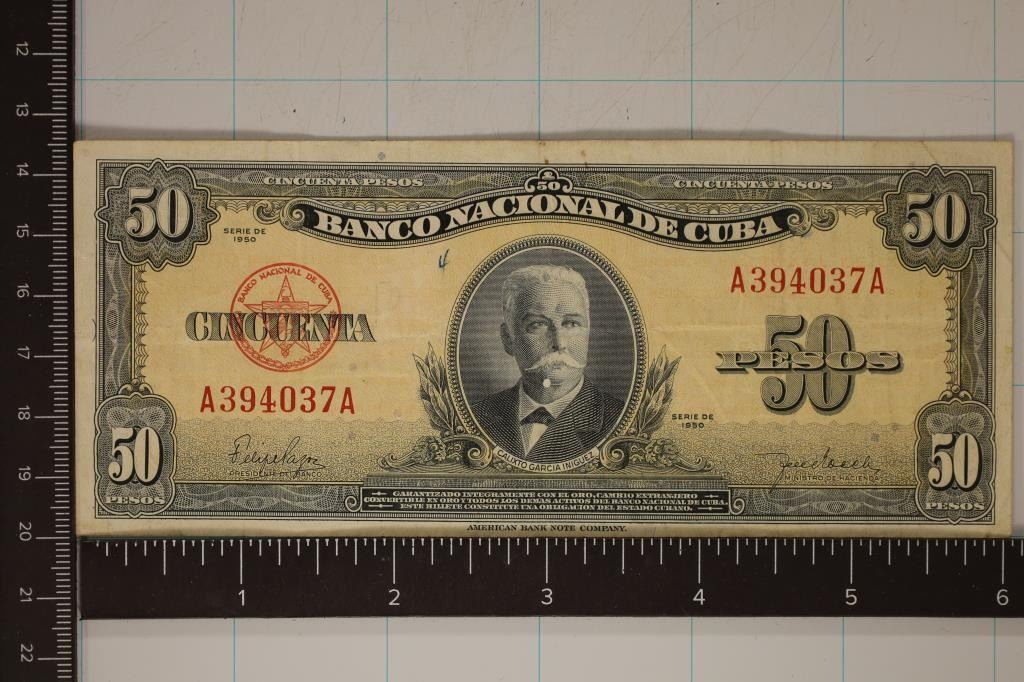 CINCUENTA PESOS
50
CINCUENTA PESOS
50
50
BANCO NACIONAL DE CUBA
SERIE DE
1950
A394037A
BANCO NACIONAL DE CUBA
CINCUENTA
50
PESOS
A394037A
SERIE DE
1950
CALIXTO GARCIA IÑIGUEZ
50
PESOS
PRESIDENTE DEL BANCO
MINISTRO DE HACIENDA
50
PESOS
GARANTIZADO INTEGRAMENTE CON EL ORO, CAMBIO EXTRANJERO
CONVERTIBLE EN ORO Y TODOS LOS DEMAS ACTIVOS DEL BANCO NACIONAL DE CUBA.
ESTE BILLETE CONSTITUYE UNA OBLIGACION DEL ESTADO CUBANO.
AMERICAN BANK NOTE COMPANY.
12
13
14
15
16
17
18
19
20
21
22
1 2 3 4 5 6